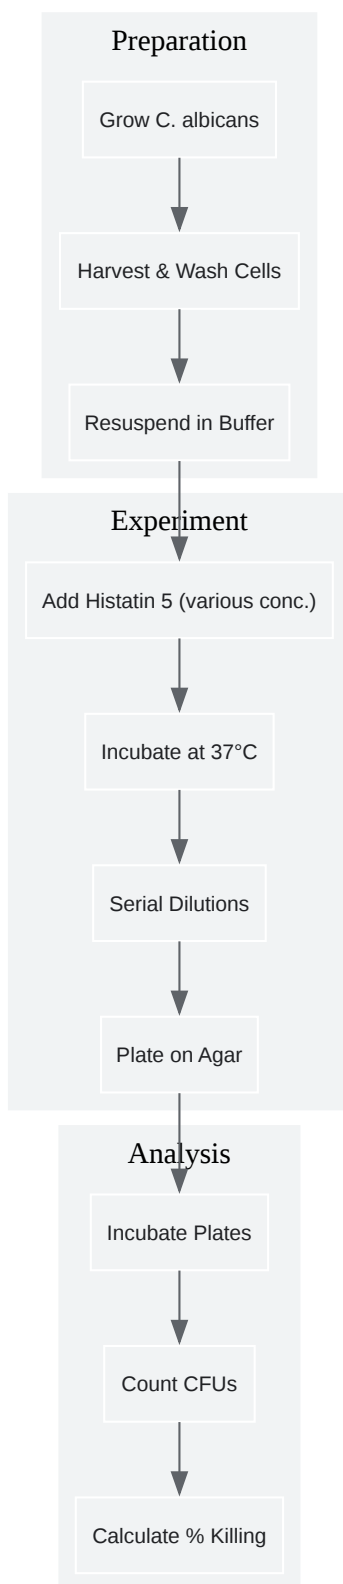 Preparation
Grow C. albicans
Harvest & Wash Cells
Resuspend in Buffer
Experiment
Add Histatin 5 (various conc.)
Incubate at 37°C
Serial Dilutions
Plate on Agar
Analysis
Incubate Plates
Count CFUs
Calculate % Killing